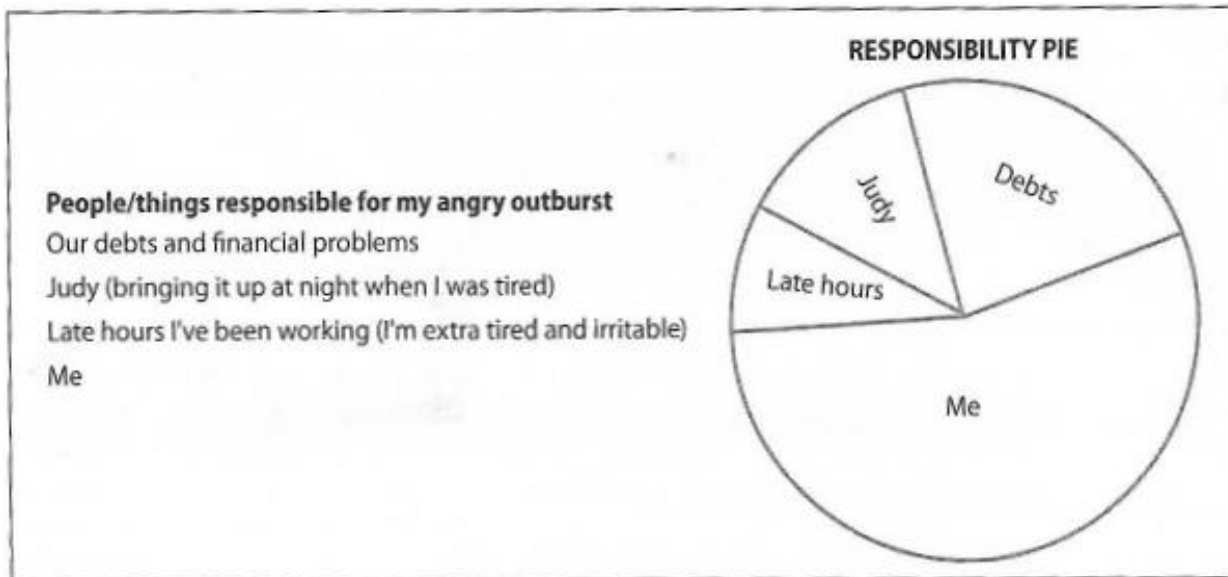 RESPONSIBILITY PIE
People/things responsible for my angry outburst
Our debts and financial problems
Judy (bringing it up at night when I was tired)
Late hours I've been working (I'm extra tired and irritable)
Me
Judy
Debts
Late hours
Me